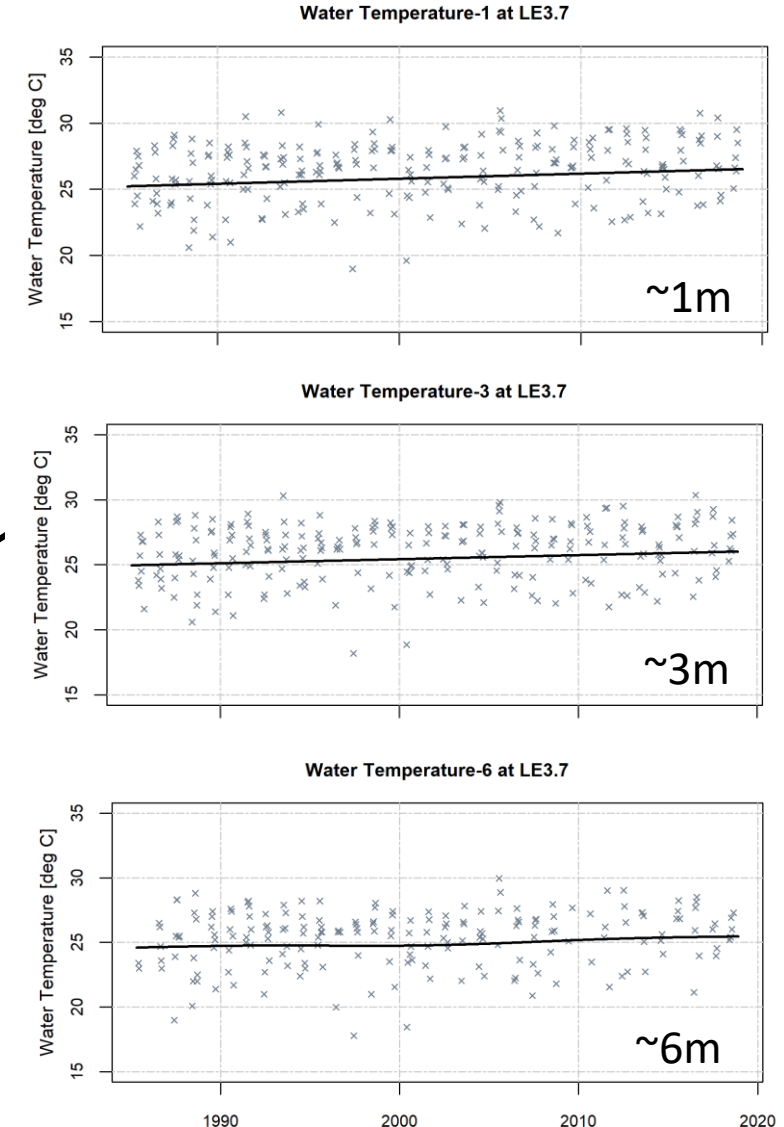 Water Temperature-1 at LE3.7
Water Temperature [deg C]
35
30
25
20
15
~1m
Water Temperature-3 at LE3.7
Water Temperature [deg C]
35
30
25
20
15
~3m
Water Temperature-6 at LE3.7
Water Temperature [deg C]
35
30
25
20
15
~6m
1990 2000 2010 2020